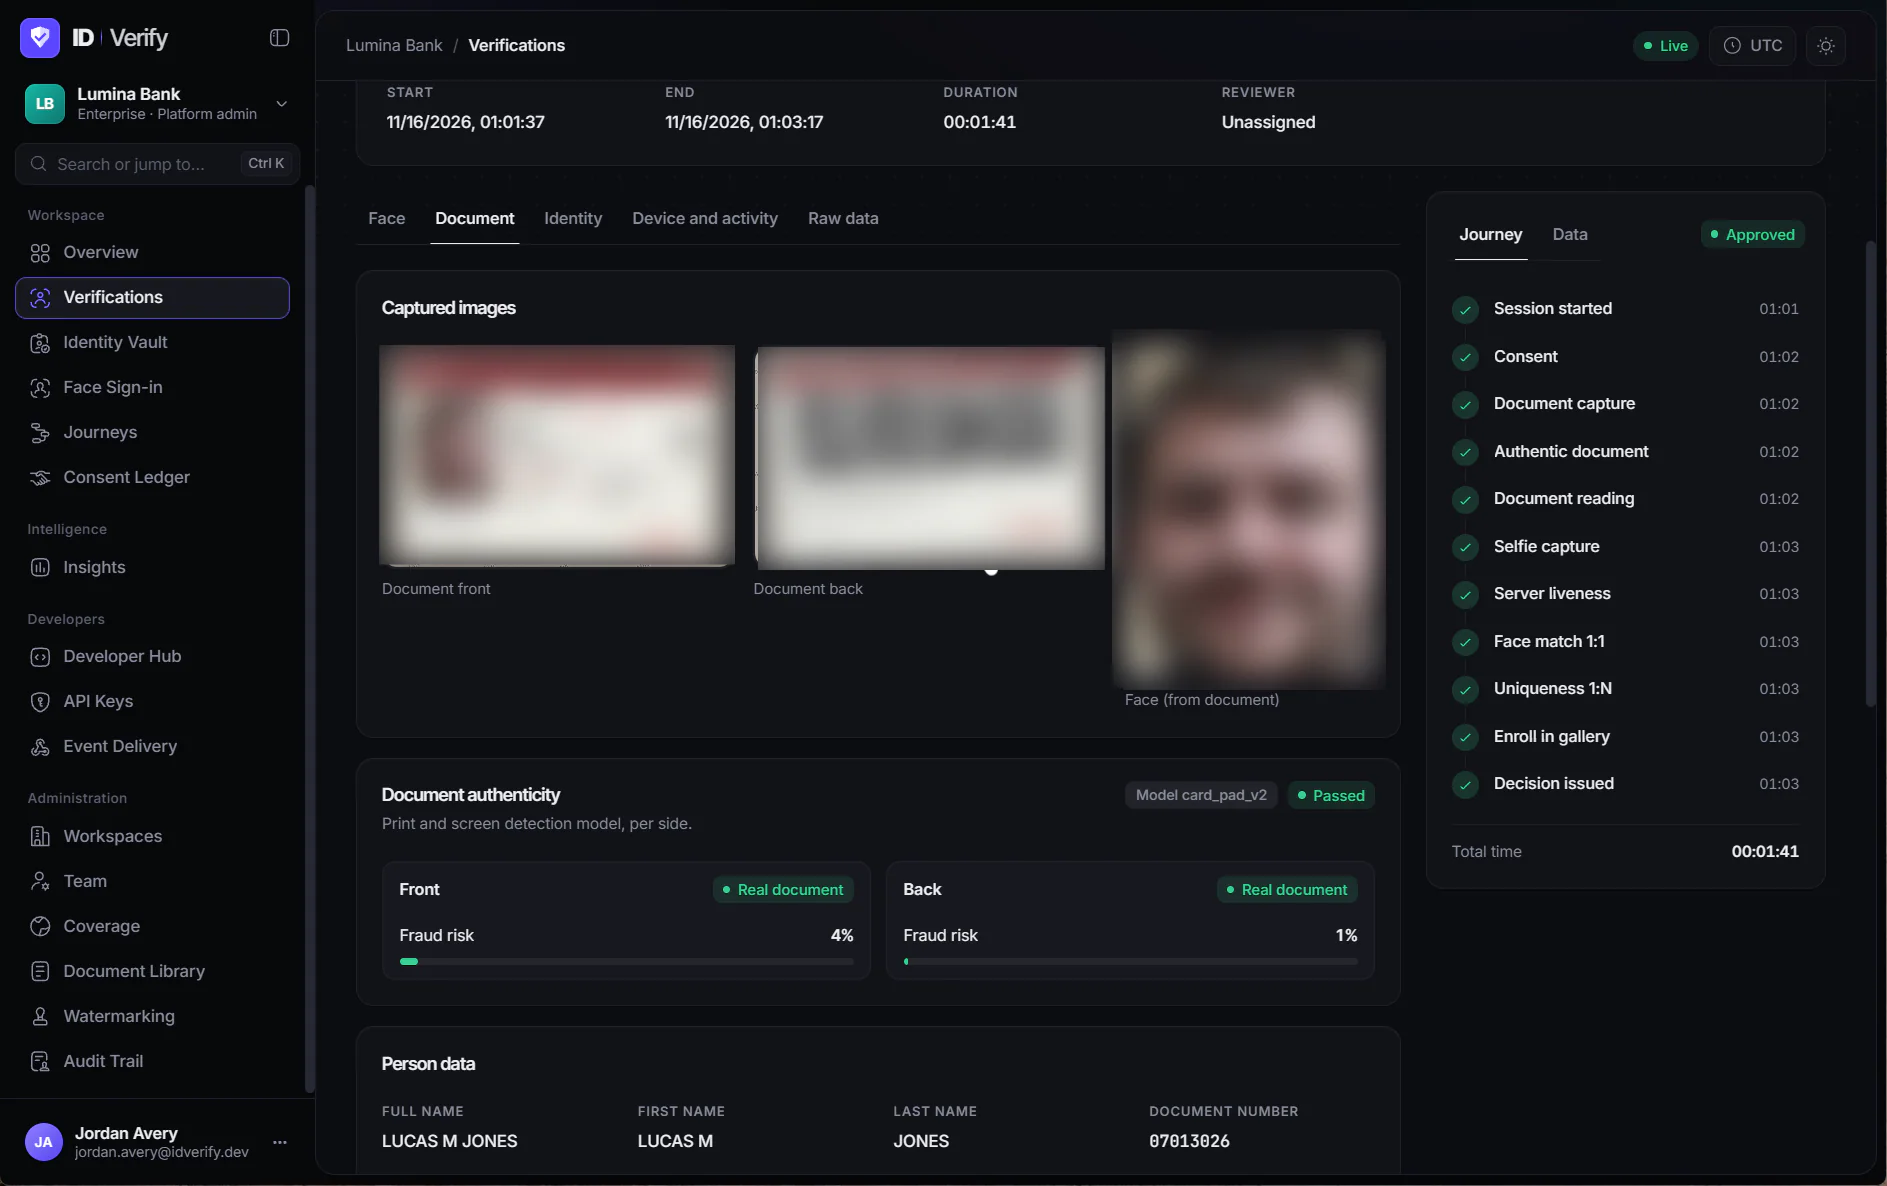 ID Verify
LB
Lumina Bank
Enterprise · Platform admin
Search or jump to...
Ctrl K
Workspace
Overview
Verifications
Identity Vault
Face Sign-in
Journeys
Consent Ledger
Intelligence
Insights
Developers
Developer Hub
API Keys
Event Delivery
Administration
Workspaces
Team
Coverage
Document Library
Watermarking
Audit Trail
JA
Jordan Avery
jordan.avery@idverify.dev
Lumina Bank / Verifications
Live
UTC
START
END
DURATION
REVIEWER
11/16/2026, 01:01:37
11/16/2026, 01:03:17
00:01:41
Unassigned
Face
Document
Identity
Device and activity
Raw data
Captured images
Document front
Document back
Face (from document)
Document authenticity
Print and screen detection model, per side.
Model card_pad_v2
Passed
Front
Real document
Fraud risk
4%
Back
Real document
Fraud risk
1%
Person data
FULL NAME
FIRST NAME
LAST NAME
DOCUMENT NUMBER
LUCAS M JONES
LUCAS M
JONES
07013026
Journey
Data
Approved
Session started 01:01
Consent 01:02
Document capture 01:02
Authentic document 01:02
Document reading 01:02
Selfie capture 01:03
Server liveness 01:03
Face match 1:1 01:03
Uniqueness 1:N 01:03
Enroll in gallery 01:03
Decision issued 01:03
Total time 00:01:41